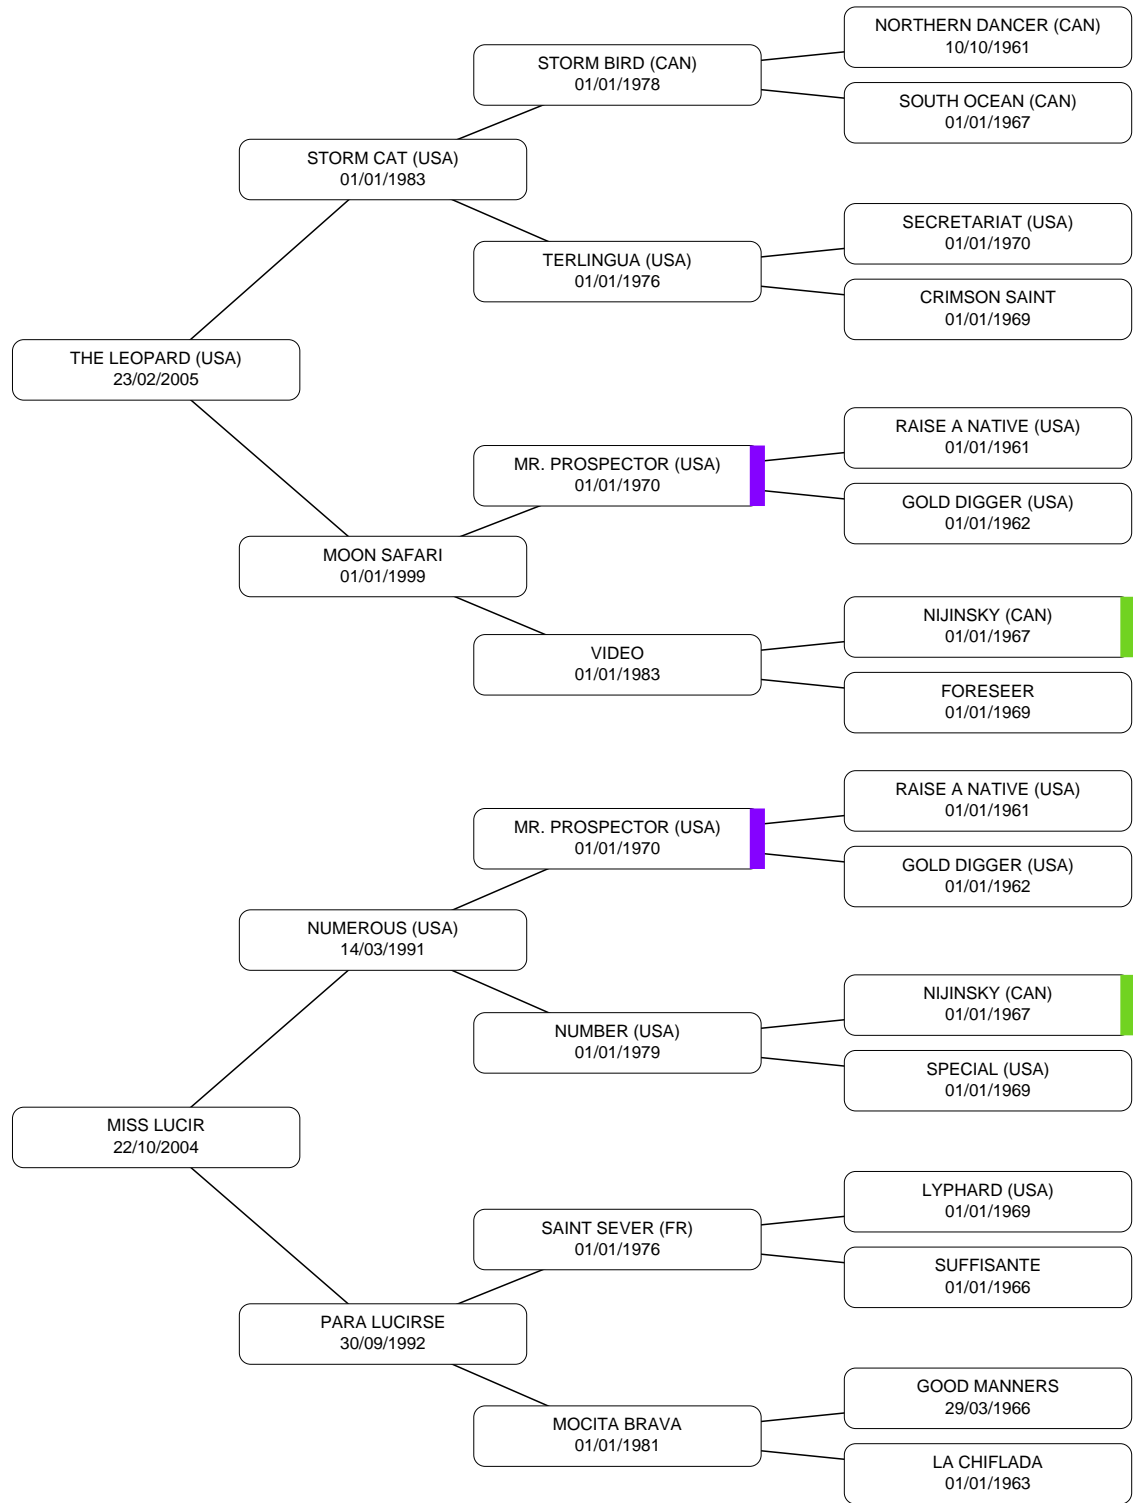 NORTHERN DANCER (CAN)
10/10/1961
STORM BIRD (CAN)
01/01/1978
SOUTH OCEAN (CAN)
01/01/1967
STORM CAT (USA)
01/01/1983
SECRETARIAT (USA)
01/01/1970
TERLINGUA (USA)
01/01/1976
CRIMSON SAINT
01/01/1969
THE LEOPARD (USA)
23/02/2005
RAISE A NATIVE (USA)
01/01/1961
MR. PROSPECTOR (USA)
01/01/1970
GOLD DIGGER (USA)
01/01/1962
MOON SAFARI
01/01/1999
NIJINSKY (CAN)
01/01/1967
VIDEO
01/01/1983
FORESEER
01/01/1969
RAISE A NATIVE (USA)
01/01/1961
MR. PROSPECTOR (USA)
01/01/1970
GOLD DIGGER (USA)
01/01/1962
NUMEROUS (USA)
14/03/1991
NIJINSKY (CAN)
01/01/1967
NUMBER (USA)
01/01/1979
SPECIAL (USA)
01/01/1969
MISS LUCIR
22/10/2004
LYPHARD (USA)
01/01/1969
SAINT SEVER (FR)
01/01/1976
SUFFISANTE
01/01/1966
PARA LUCIRSE
30/09/1992
GOOD MANNERS
29/03/1966
MOCITA BRAVA
01/01/1981
LA CHIFLADA
01/01/1963